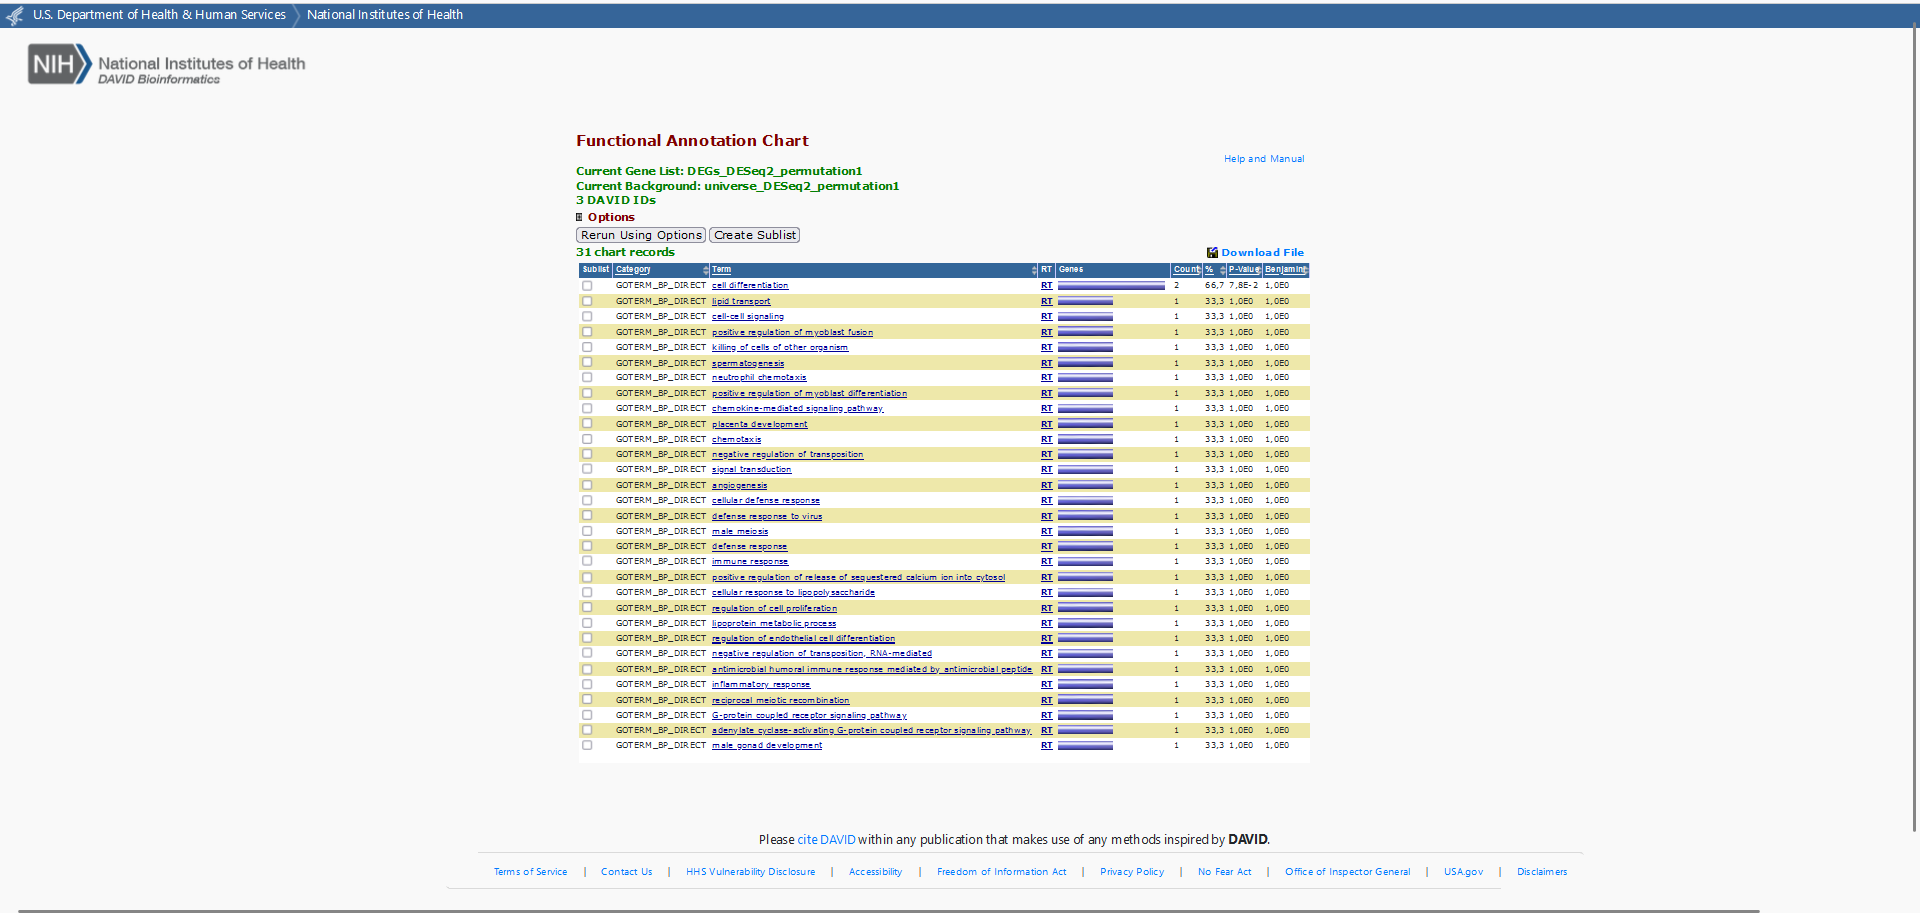 U.S. Department of Health & Human Services National Institutes of Health
NIH National Institutes of Health
DAVID Bioinformatics
Functional Annotation Chart
Help and Manual
Current Gene List: DEGs_DESeq2_permutation1
Current Background: universe_DESeq2_permutation1
3 DAVID IDs
Options
Rerun Using Options Create Sublist
31 chart records Download File
Sublist Category Term RT Genes Count % P-Value Benjamini
GOTERM_BP_DIRECT cell differentiation RT 2 66,7 7,8E-2 1,0E0
GOTERM_BP_DIRECT lipid transport RT 1 33,3 1,0E0 1,0E0
GOTERM_BP_DIRECT cell-cell signaling RT 1 33,3 1,0E0 1,0E0
GOTERM_BP_DIRECT positive regulation of myoblast fusion RT 1 33,3 1,0E0 1,0E0
GOTERM_BP_DIRECT killing of cells of other organism RT 1 33,3 1,0E0 1,0E0
GOTERM_BP_DIRECT spermatogenesis RT 1 33,3 1,0E0 1,0E0
GOTERM_BP_DIRECT neutrophil chemotaxis RT 1 33,3 1,0E0 1,0E0
GOTERM_BP_DIRECT positive regulation of myoblast differentiation RT 1 33,3 1,0E0 1,0E0
GOTERM_BP_DIRECT chemokine-mediated signaling pathway RT 1 33,3 1,0E0 1,0E0
GOTERM_BP_DIRECT placenta development RT 1 33,3 1,0E0 1,0E0
GOTERM_BP_DIRECT chemotaxis RT 1 33,3 1,0E0 1,0E0
GOTERM_BP_DIRECT negative regulation of transposition RT 1 33,3 1,0E0 1,0E0
GOTERM_BP_DIRECT signal transduction RT 1 33,3 1,0E0 1,0E0
GOTERM_BP_DIRECT angiogenesis RT 1 33,3 1,0E0 1,0E0
GOTERM_BP_DIRECT cellular defense response RT 1 33,3 1,0E0 1,0E0
GOTERM_BP_DIRECT defense response to virus RT 1 33,3 1,0E0 1,0E0
GOTERM_BP_DIRECT male meiosis RT 1 33,3 1,0E0 1,0E0
GOTERM_BP_DIRECT defense response RT 1 33,3 1,0E0 1,0E0
GOTERM_BP_DIRECT immune response RT 1 33,3 1,0E0 1,0E0
GOTERM_BP_DIRECT positive regulation of release of sequestered calcium ion into cytosol RT 1 33,3 1,0E0 1,0E0
GOTERM_BP_DIRECT cellular response to lipopolysaccharide RT 1 33,3 1,0E0 1,0E0
GOTERM_BP_DIRECT regulation of cell proliferation RT 1 33,3 1,0E0 1,0E0
GOTERM_BP_DIRECT lipoprotein metabolic process RT 1 33,3 1,0E0 1,0E0
GOTERM_BP_DIRECT regulation of endothelial cell differentiation RT 1 33,3 1,0E0 1,0E0
GOTERM_BP_DIRECT negative regulation of transposition, RNA-mediated RT 1 33,3 1,0E0 1,0E0
GOTERM_BP_DIRECT antimicrobial humoral immune response mediated by antimicrobial peptide RT 1 33,3 1,0E0 1,0E0
GOTERM_BP_DIRECT inflammatory response RT 1 33,3 1,0E0 1,0E0
GOTERM_BP_DIRECT reciprocal meiotic recombination RT 1 33,3 1,0E0 1,0E0
GOTERM_BP_DIRECT G-protein coupled receptor signaling pathway RT 1 33,3 1,0E0 1,0E0
GOTERM_BP_DIRECT adenylate cyclase-activating G-protein coupled receptor signaling pathway RT 1 33,3 1,0E0 1,0E0
GOTERM_BP_DIRECT male gonad development RT 1 33,3 1,0E0 1,0E0
Please cite DAVID within any publication that makes use of any methods inspired by DAVID.
Terms of Service | Contact Us | HHS Vulnerability Disclosure | Accessibility | Freedom of Information Act | Privacy Policy | No Fear Act | Office of Inspector General | USA.gov | Disclaimers